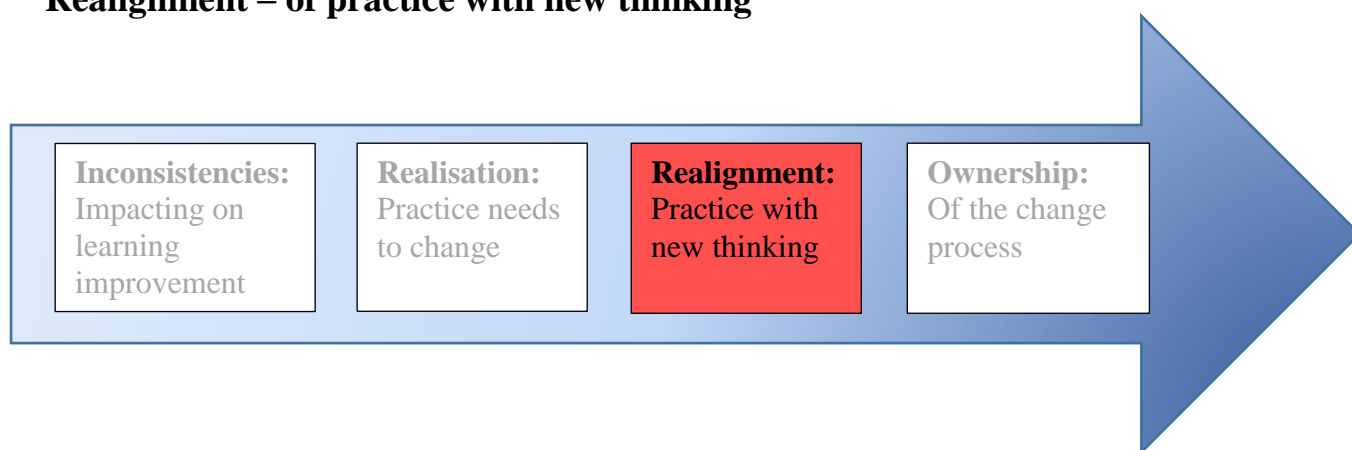 Realignment – of practice with new thinking
Inconsistencies:
Impacting on
learning
improvement
Realisation:
Practice needs
to change
Realignment:
Practice with
new thinking
Ownership:
Of the change
process